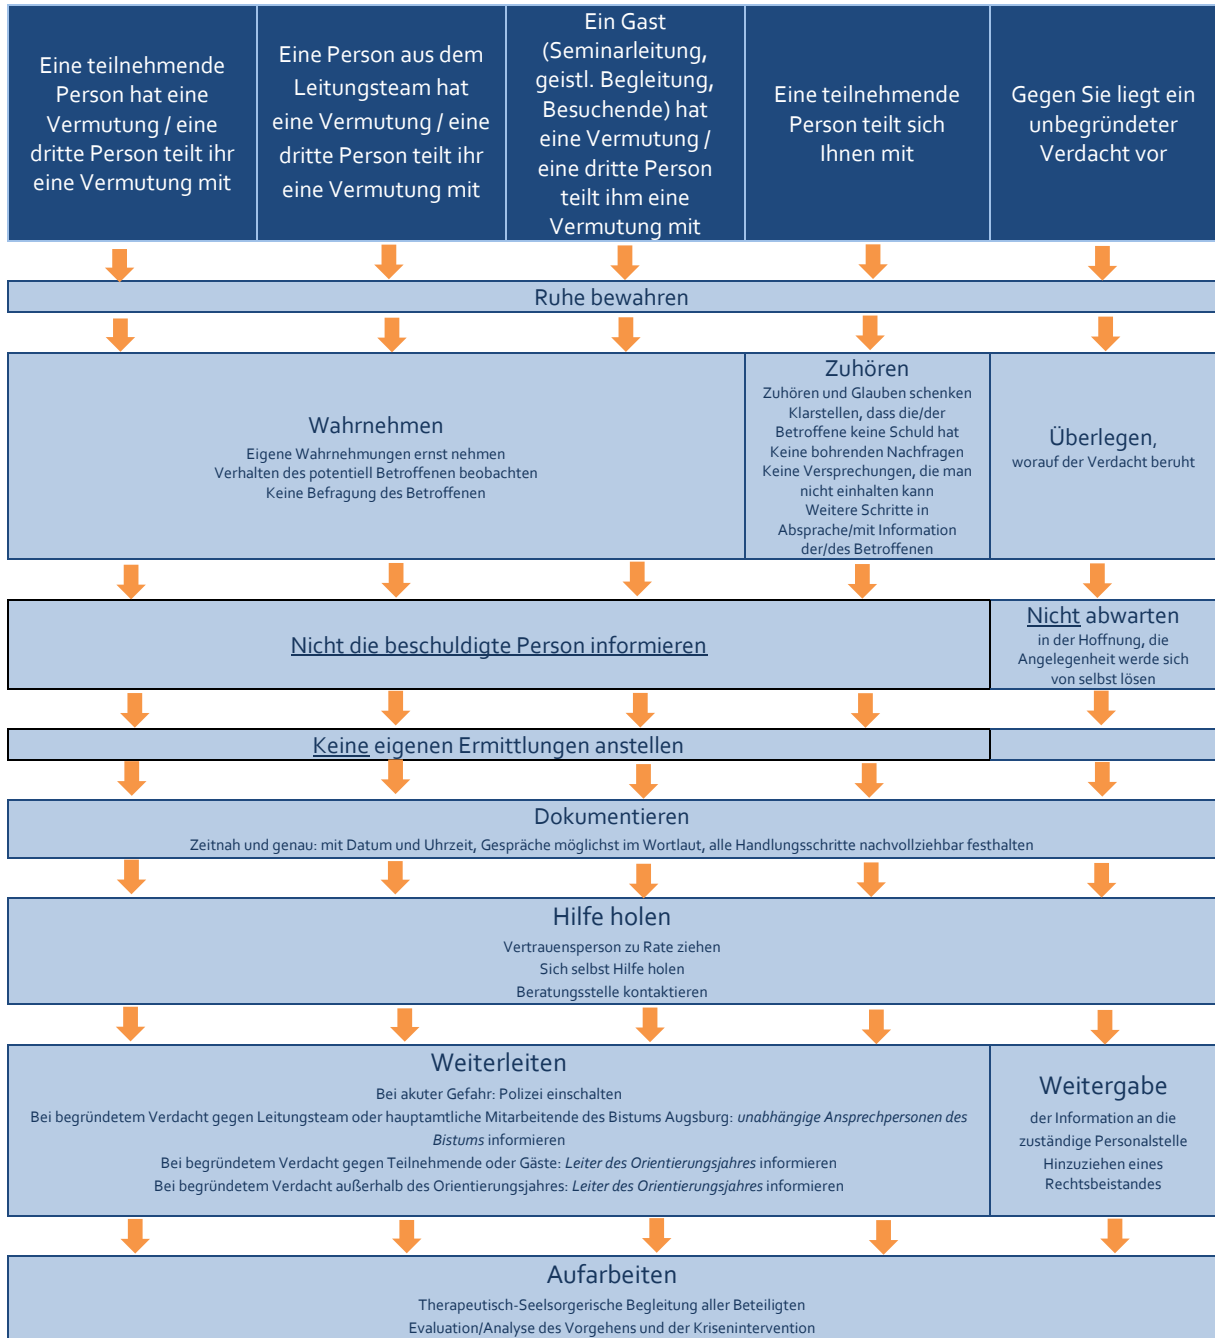 Eine teilnehmende
Person hat eine
Vermutung / eine
dritte Person teilt ihr
eine Vermutung mit
Eine Person aus dem
Leitungsteam hat
eine Vermutung / eine
dritte Person teilt ihr
eine Vermutung mit
Ein Gast
(Seminarleitung,
geistl. Begleitung,
Besuchende) hat
eine Vermutung /
eine dritte Person
teilt ihm eine
Vermutung mit
Eine teilnehmende
Person teilt sich
Ihnen mit
Gegen Sie liegt ein
unbegründeter
Verdacht vor
Ruhe bewahren
Wahrnehmen
Eigene Wahrnehmungen ernst nehmen
Verhalten des potentiell Betroffenen beobachten
Keine Befragung des Betroffenen
Zuhören
Zuhören und Glauben schenken
Klarstellen, dass die/der
Betroffene keine Schuld hat
Keine bohrenden Nachfragen
Keine Versprechungen, die man
nicht einhalten kann
Weitere Schritte in
Absprache/mit Information
der/des Betroffenen
Überlegen,
worauf der Verdacht beruht
Nicht die beschuldigte Person informieren
Nicht abwarten
in der Hoffnung, die
Angelegenheit werde sich
von selbst lösen
Keine eigenen Ermittlungen anstellen
Dokumentieren
Zeitnah und genau: mit Datum und Uhrzeit, Gespräche möglichst im Wortlaut, alle Handlungsschritte nachvollziehbar festhalten
Hilfe holen
Vertrauensperson zu Rate ziehen
Sich selbst Hilfe holen
Beratungsstelle kontaktieren
Weiterleiten
Bei akuter Gefahr: Polizei einschalten
Bei begründetem Verdacht gegen Leitungsteam oder hauptamtliche Mitarbeitende des Bistums Augsburg: unabhängige Ansprechpersonen des
Bistums informieren
Bei begründetem Verdacht gegen Teilnehmende oder Gäste: Leiter des Orientierungsjahres informieren
Bei begründetem Verdacht außerhalb des Orientierungsjahres: Leiter des Orientierungsjahres informieren
Weitergabe
der Information an die
zuständige Personalstelle
Hinzuziehen eines
Rechtsbeistandes
Aufarbeiten
Therapeutisch-Seelsorgerische Begleitung aller Beteiligten
Evaluation/Analyse des Vorgehens und der Krisenintervention